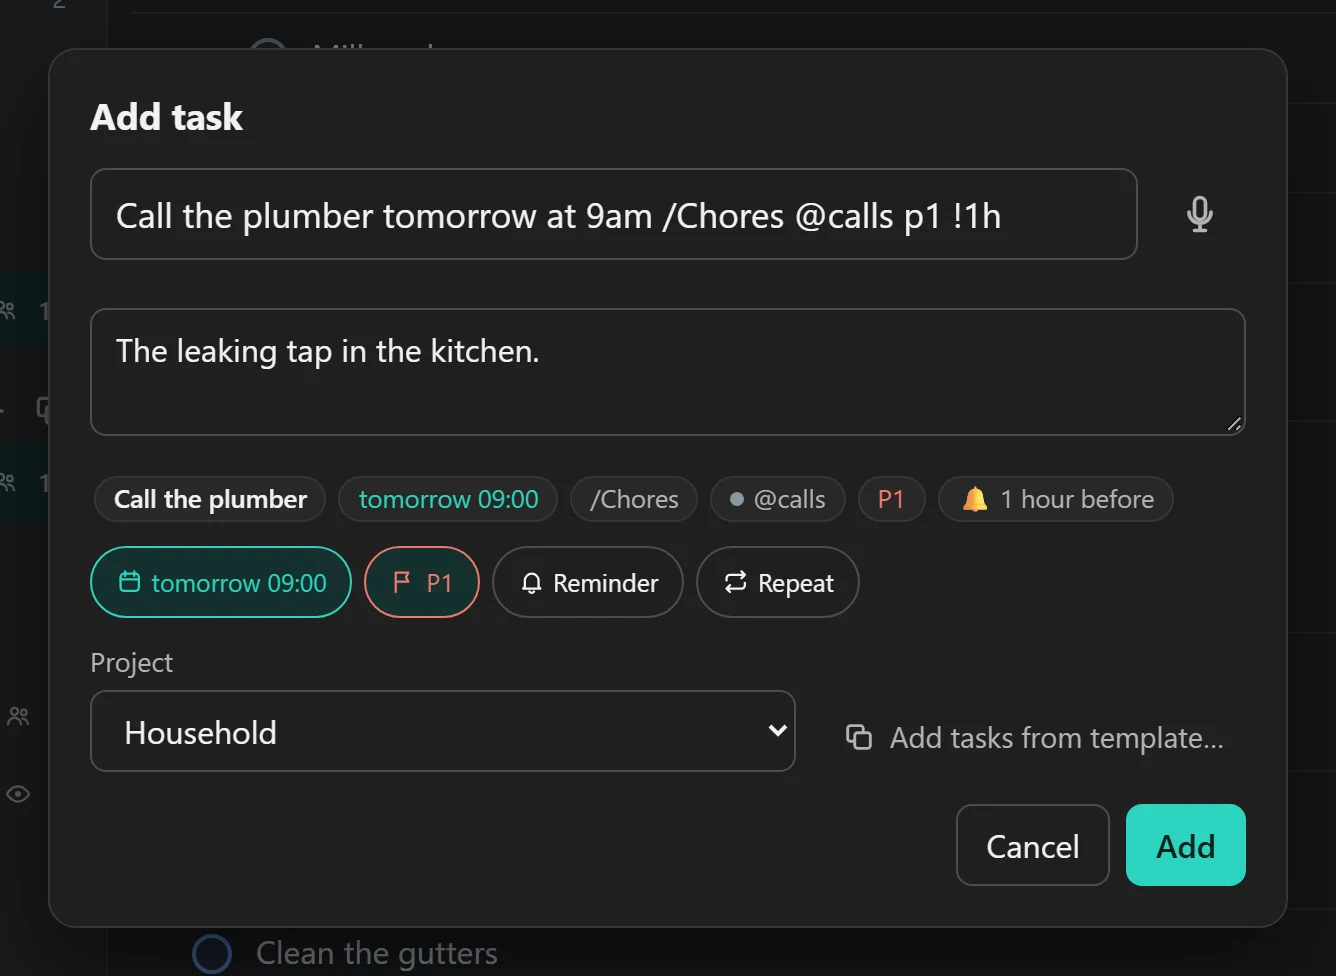 2
Add task
Call the plumber tomorrow at 9am /Chores @calls p1 !1h
The leaking tap in the kitchen.
Call the plumber tomorrow 09:00 /Chores @calls P1 🔔 1 hour before
tomorrow 09:00 P1 Reminder Repeat
Project
Household
Add tasks from template...
Cancel Add
Clean the gutters